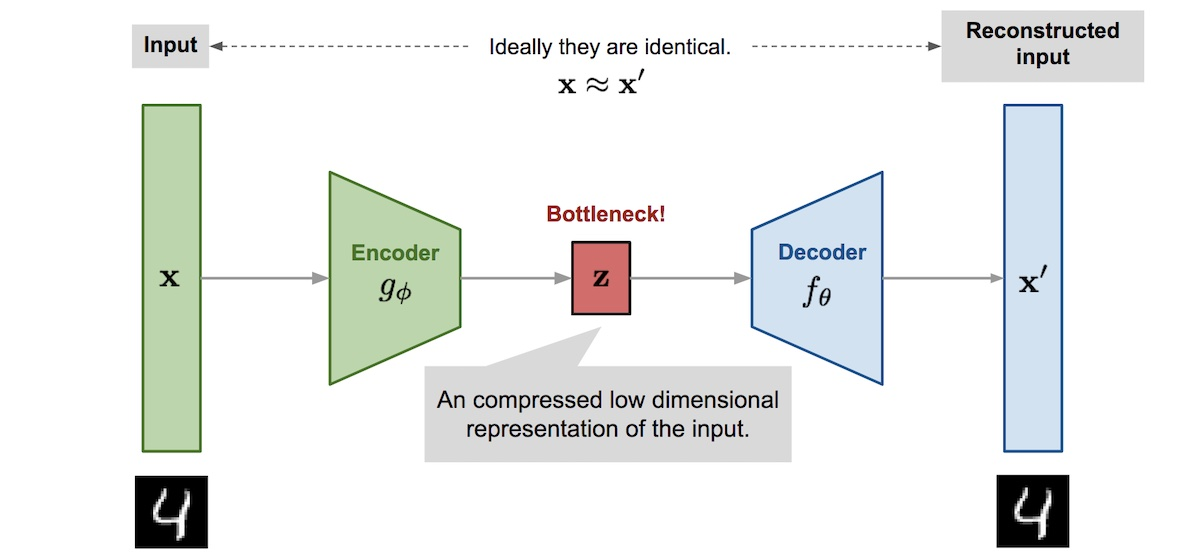 Input
Ideally they are identical.
x ≈ x′
Reconstructed
input
Bottleneck!
x
Encoder
gϕ
z
Decoder
fθ
x′
An compressed low dimensional
representation of the input.
4
4